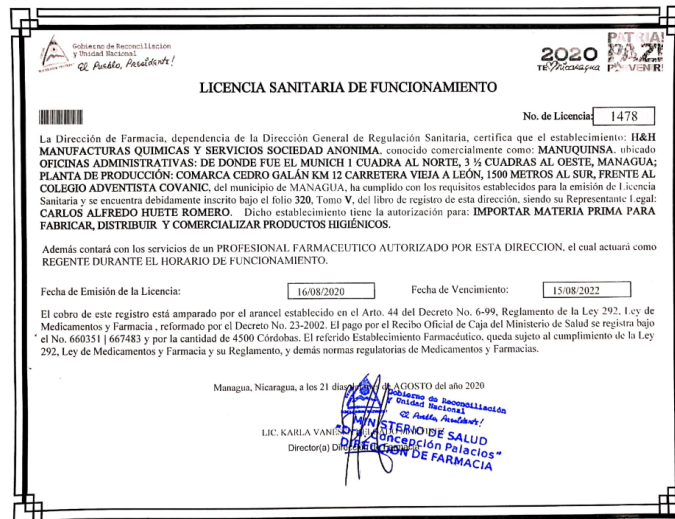 Gobierno de Reconciliación
y Unidad Nacional
El Pueblo, Presidente!
2020
PATRIA!
PAZ!
PORVENIR!
LICENCIA SANITARIA DE FUNCIONAMIENTO
No. de Licencia: 1478
La Dirección de Farmacia, dependencia de la Dirección General de Regulación Sanitaria, certifica que el establecimiento: H&H
MANUFACTURAS QUIMICAS Y SERVICIOS SOCIEDAD ANONIMA, conocido comercialmente como: MANUQUINSA, ubicado
OFICINAS ADMINISTRATIVAS: DE DONDE FUE EL MUNICH 1 CUADRA AL NORTE, 3 ½ CUADRAS AL OESTE, MANAGUA;
PLANTA DE PRODUCCIÓN: COMARCA CEDRO GALÁN KM 12 CARRETERA VIEJA A LEÓN, 1500 METROS AL SUR, FRENTE AL
COLEGIO ADVENTISTA COVANIC, del municipio de MANAGUA, ha cumplido con los requisitos establecidos para la emisión de Licencia
Sanitaria y se encuentra debidamente inscrito bajo el folio 320, Tomo V, del libro de registro de esta dirección, siendo su Representante Legal:
CARLOS ALFREDO HUETE ROMERO. Dicho establecimiento tiene la autorización para: IMPORTAR MATERIA PRIMA PARA
FABRICAR, DISTRIBUIR Y COMERCIALIZAR PRODUCTOS HIGIÉNICOS.
Además contará con los servicios de un PROFESIONAL FARMACEUTICO AUTORIZADO POR ESTA DIRECCION, el cual actuará como
REGENTE DURANTE EL HORARIO DE FUNCIONAMIENTO.
Fecha de Emisión de la Licencia: 16/08/2020 Fecha de Vencimiento: 15/08/2022
El cobro de este registro está amparado por el arancel establecido en el Arto. 44 del Decreto No. 6-99, Reglamento de la Ley 292, Ley de
Medicamentos y Farmacia , reformado por el Decreto No. 23-2002. El pago por el Recibo Oficial de Caja del Ministerio de Salud se registra bajo
el No. 660351 | 667483 y por la cantidad de 4500 Córdobas. El referido Establecimiento Farmacéutico, queda sujeto al cumplimiento de la Ley
292, Ley de Medicamentos y Farmacia y su Reglamento, y demás normas regulatorias de Medicamentos y Farmacias.
Managua, Nicaragua, a los 21 días de AGOSTO del año 2020
Gobierno de Reconciliación
y Unidad Nacional
El Pueblo, Presidente!
MINISTERIO DE SALUD
Concepción Palacios"
DIRECCION DE FARMACIA
LIC. KARLA
Director(a)